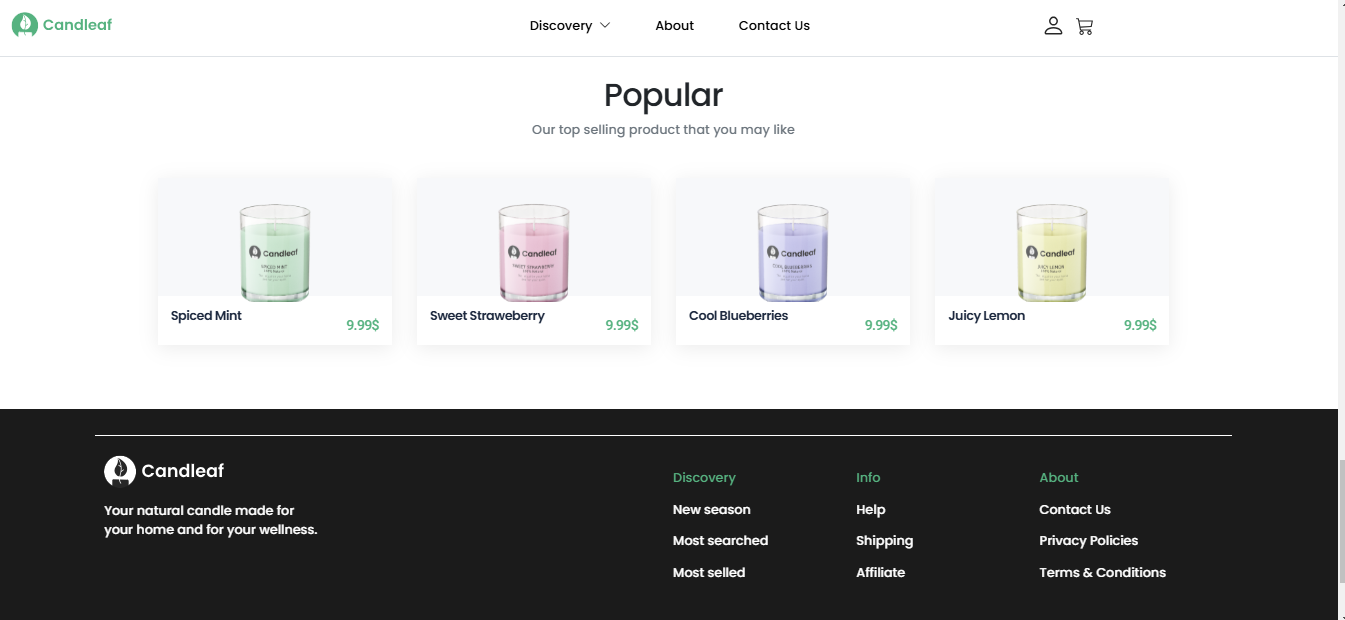 Candleaf
Discovery
About
Contact Us
Popular
Our top selling product that you may like
Candleaf
SPICED MINT
Candleaf
SWEET STRAWBERRY
Candleaf
COOL BLUEBERRIES
Candleaf
JUICY LEMON
Spiced Mint
9.99$
Sweet Straweberry
9.99$
Cool Blueberries
9.99$
Juicy Lemon
9.99$
Candleaf
Your natural candle made for
your home and for your wellness.
Discovery
New season
Most searched
Most selled
Info
Help
Shipping
Affiliate
About
Contact Us
Privacy Policies
Terms & Conditions